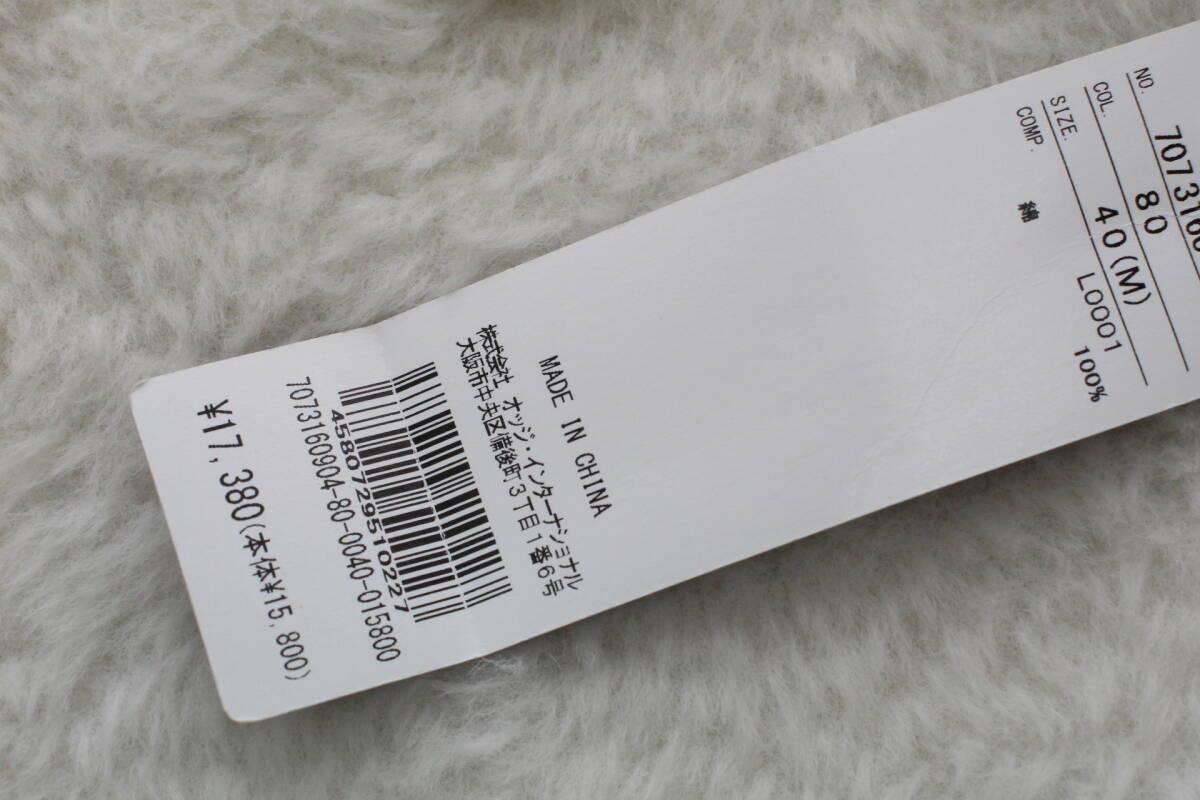 NO. 7073160
COL. 80
SIZE. 40(M) L0001
COMP. 綿 100%
MADE IN CHINA
株式会社 オッジ・インターナショナル
大阪市中央区備後町3丁目1番6号
4580729510227
7073160904-80-0040-015800
¥17,380(本体¥15,800)